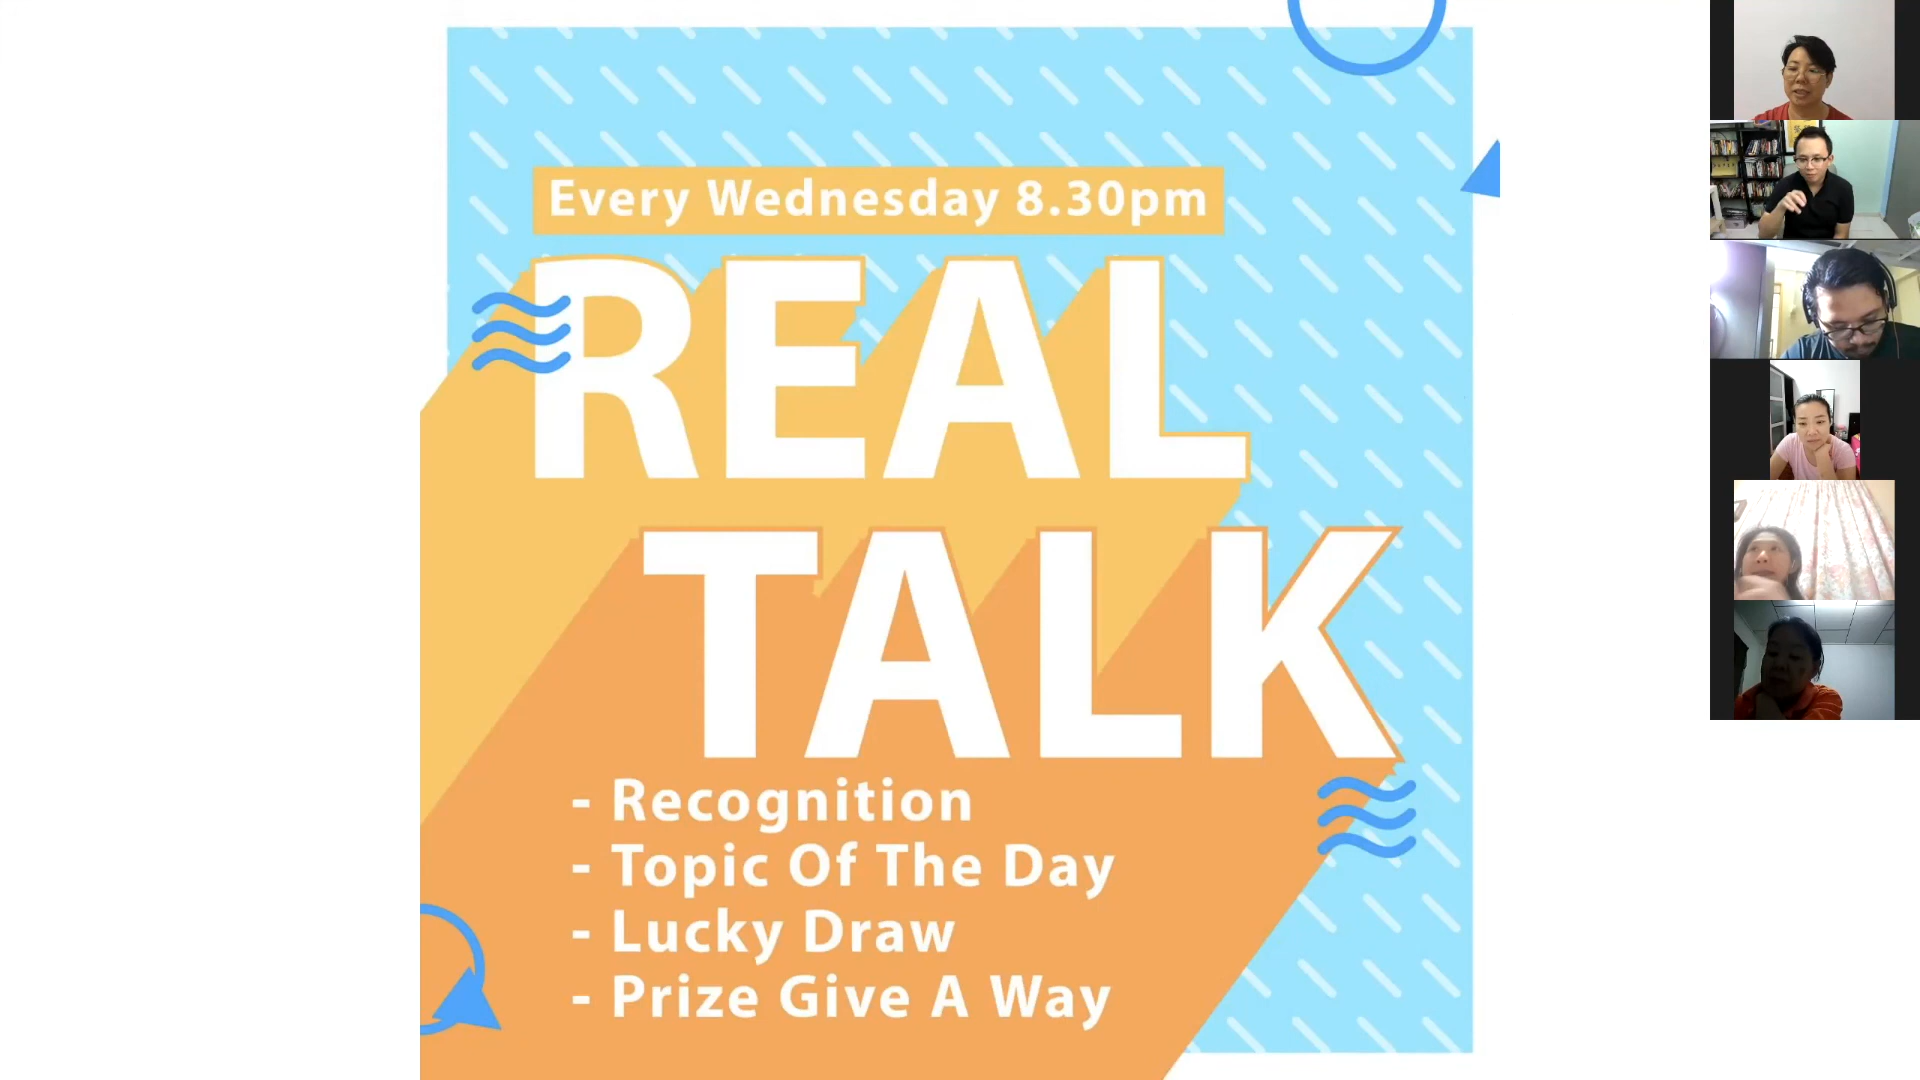 Every Wednesday 8.30pm
REAL
TALK
- Recognition
- Topic Of The Day
- Lucky Draw
- Prize Give A Way